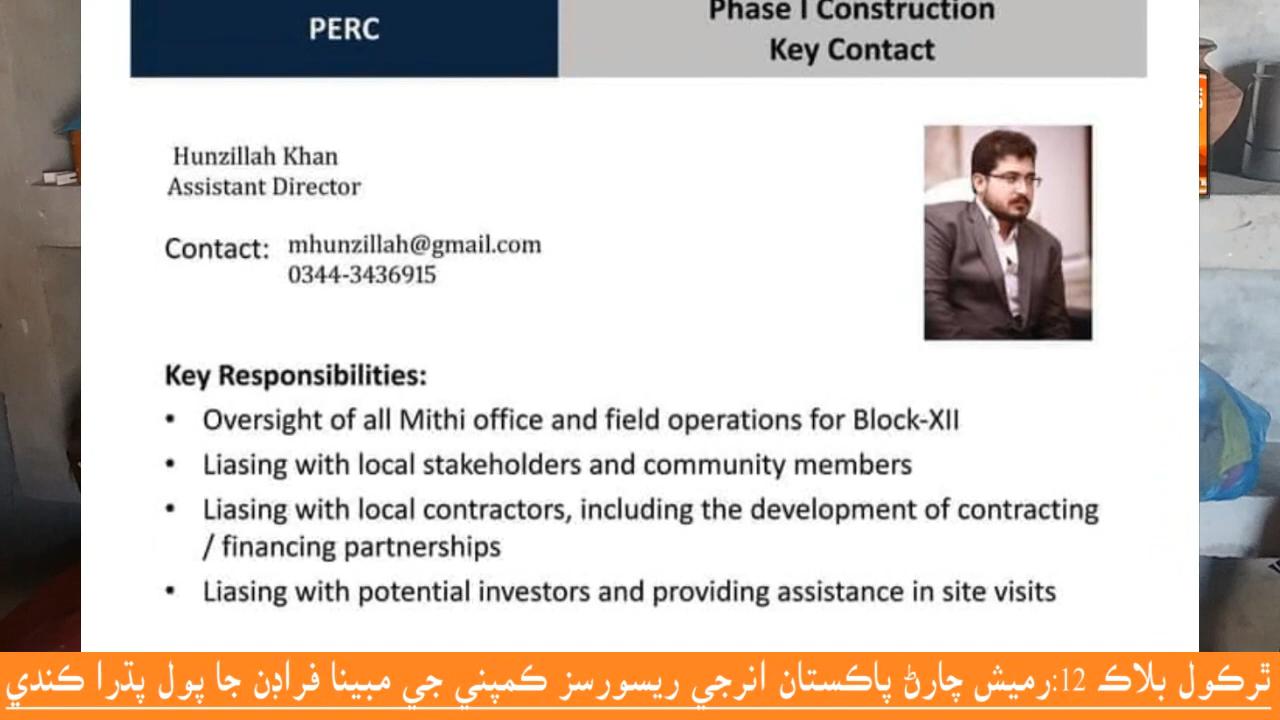 PERC
Phase I Construction
Key Contact
Hunzillah Khan
Assistant Director
Contact: mhunzillah@gmail.com
0344-3436915
Key Responsibilities:
• Oversight of all Mithi office and field operations for Block-XII
• Liasing with local stakeholders and community members
• Liasing with local contractors, including the development of contracting
/ financing partnerships
• Liasing with potential investors and providing assistance in site visits
ٿرڪول بلاڪ 12:رميش چارڻ پاڪستان انرجي ريسورسز ڪمپني جي مبينا فراڊن جا پول پڌرا ڪندي